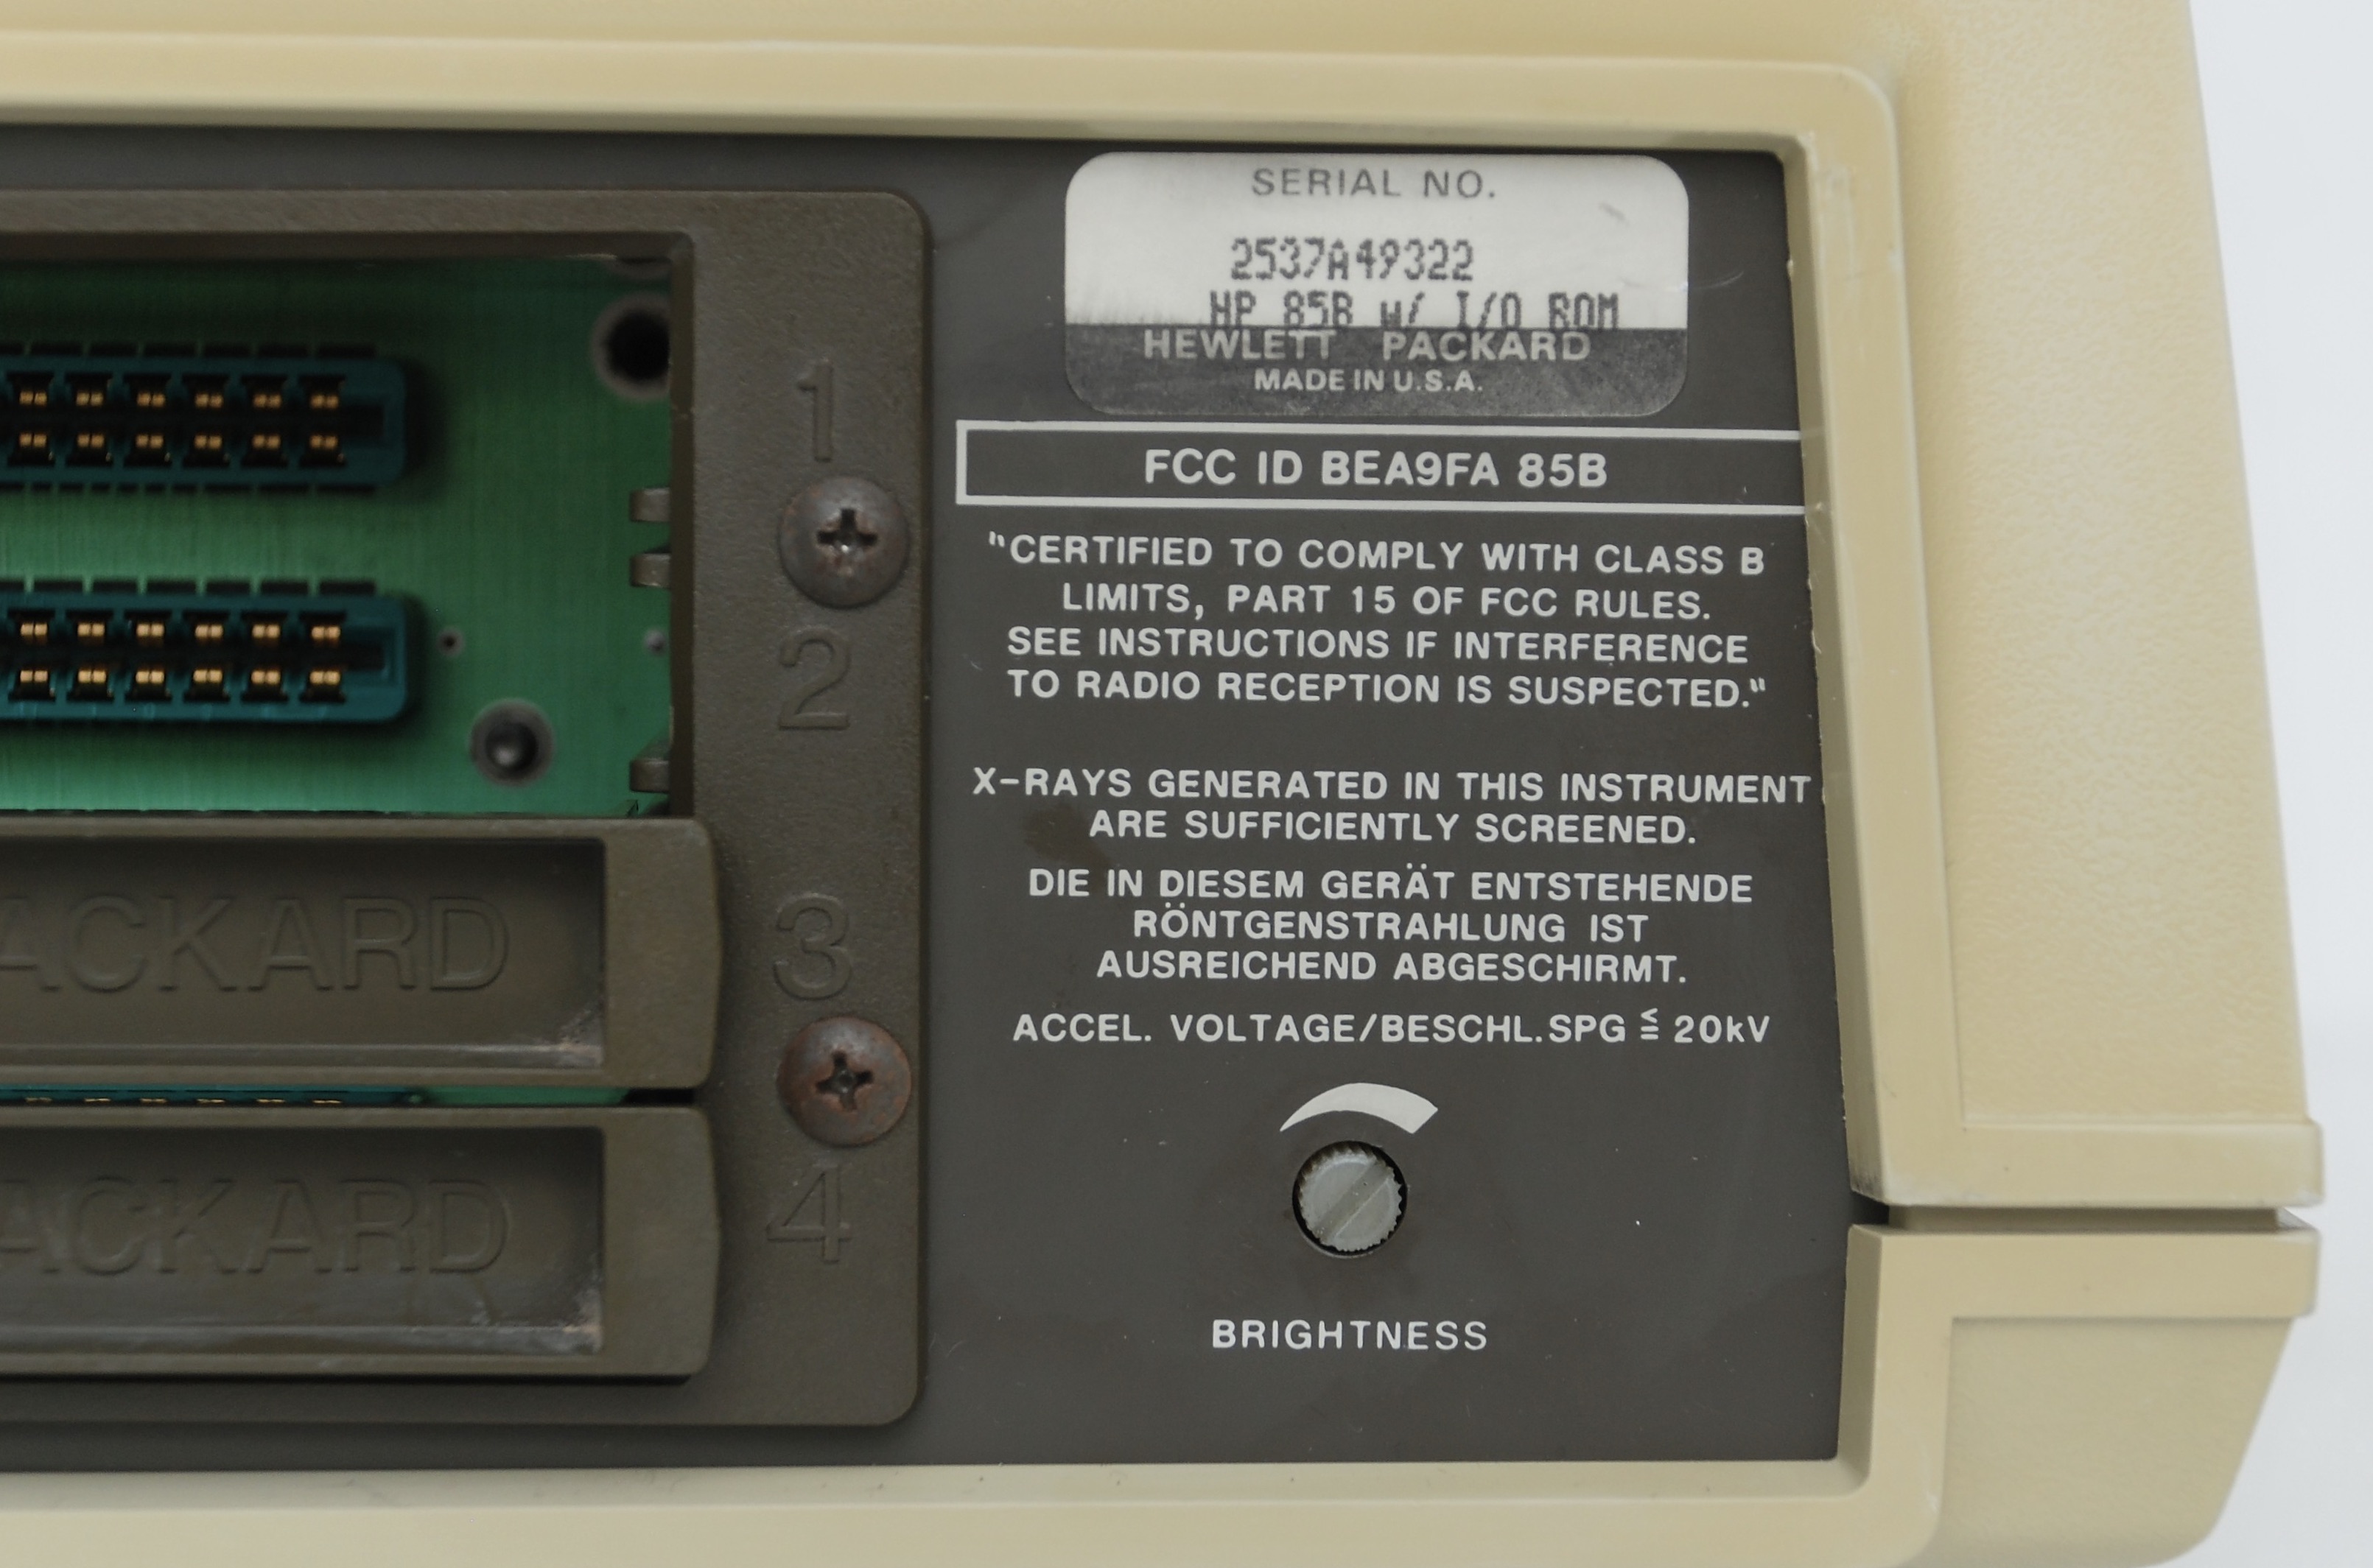 SERIAL NO.
2537A49322
HP 85B w/ I/O ROM
HEWLETT PACKARD
MADE IN U.S.A.
FCC ID BEA9FA 85B
"CERTIFIED TO COMPLY WITH CLASS B
LIMITS, PART 15 OF FCC RULES.
SEE INSTRUCTIONS IF INTERFERENCE
TO RADIO RECEPTION IS SUSPECTED."
X-RAYS GENERATED IN THIS INSTRUMENT
ARE SUFFICIENTLY SCREENED.
DIE IN DIESEM GERÄT ENTSTEHENDE
RÖNTGENSTRAHLUNG IST
AUSREICHEND ABGESCHIRMT.
ACCEL. VOLTAGE/BESCHL.SPG ≦ 20kV
BRIGHTNESS
1
2
3
4
ACKARD
ACKARD